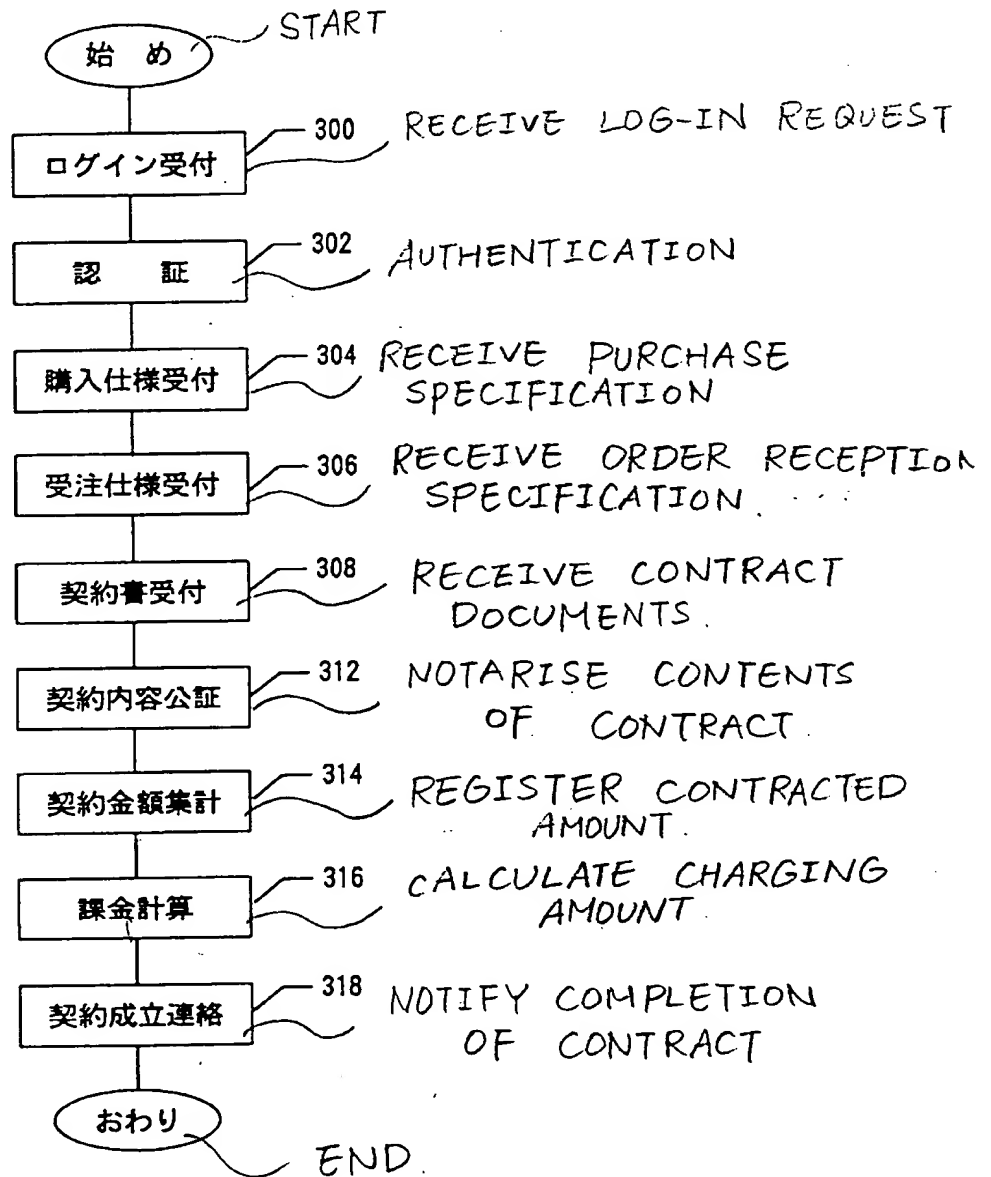 始 め START
300 RECEIVE LOG-IN REQUEST
ログイン受付
302 AUTHENTICATION
認 証
304 RECEIVE PURCHASE
購入仕様受付 SPECIFICATION
306 RECEIVE ORDER RECEPTION
受注仕様受付 SPECIFICATION.
308 RECEIVE CONTRACT
契約書受付 DOCUMENTS.
312 NOTARISE CONTENTS
契約内容公証 OF CONTRACT.
314 REGISTER CONTRACTED
契約金額集計 AMOUNT.
316 CALCULATE CHARGING
課金計算 AMOUNT.
318 NOTIFY COMPLETION
契約成立連絡 OF CONTRACT
おわり
END.